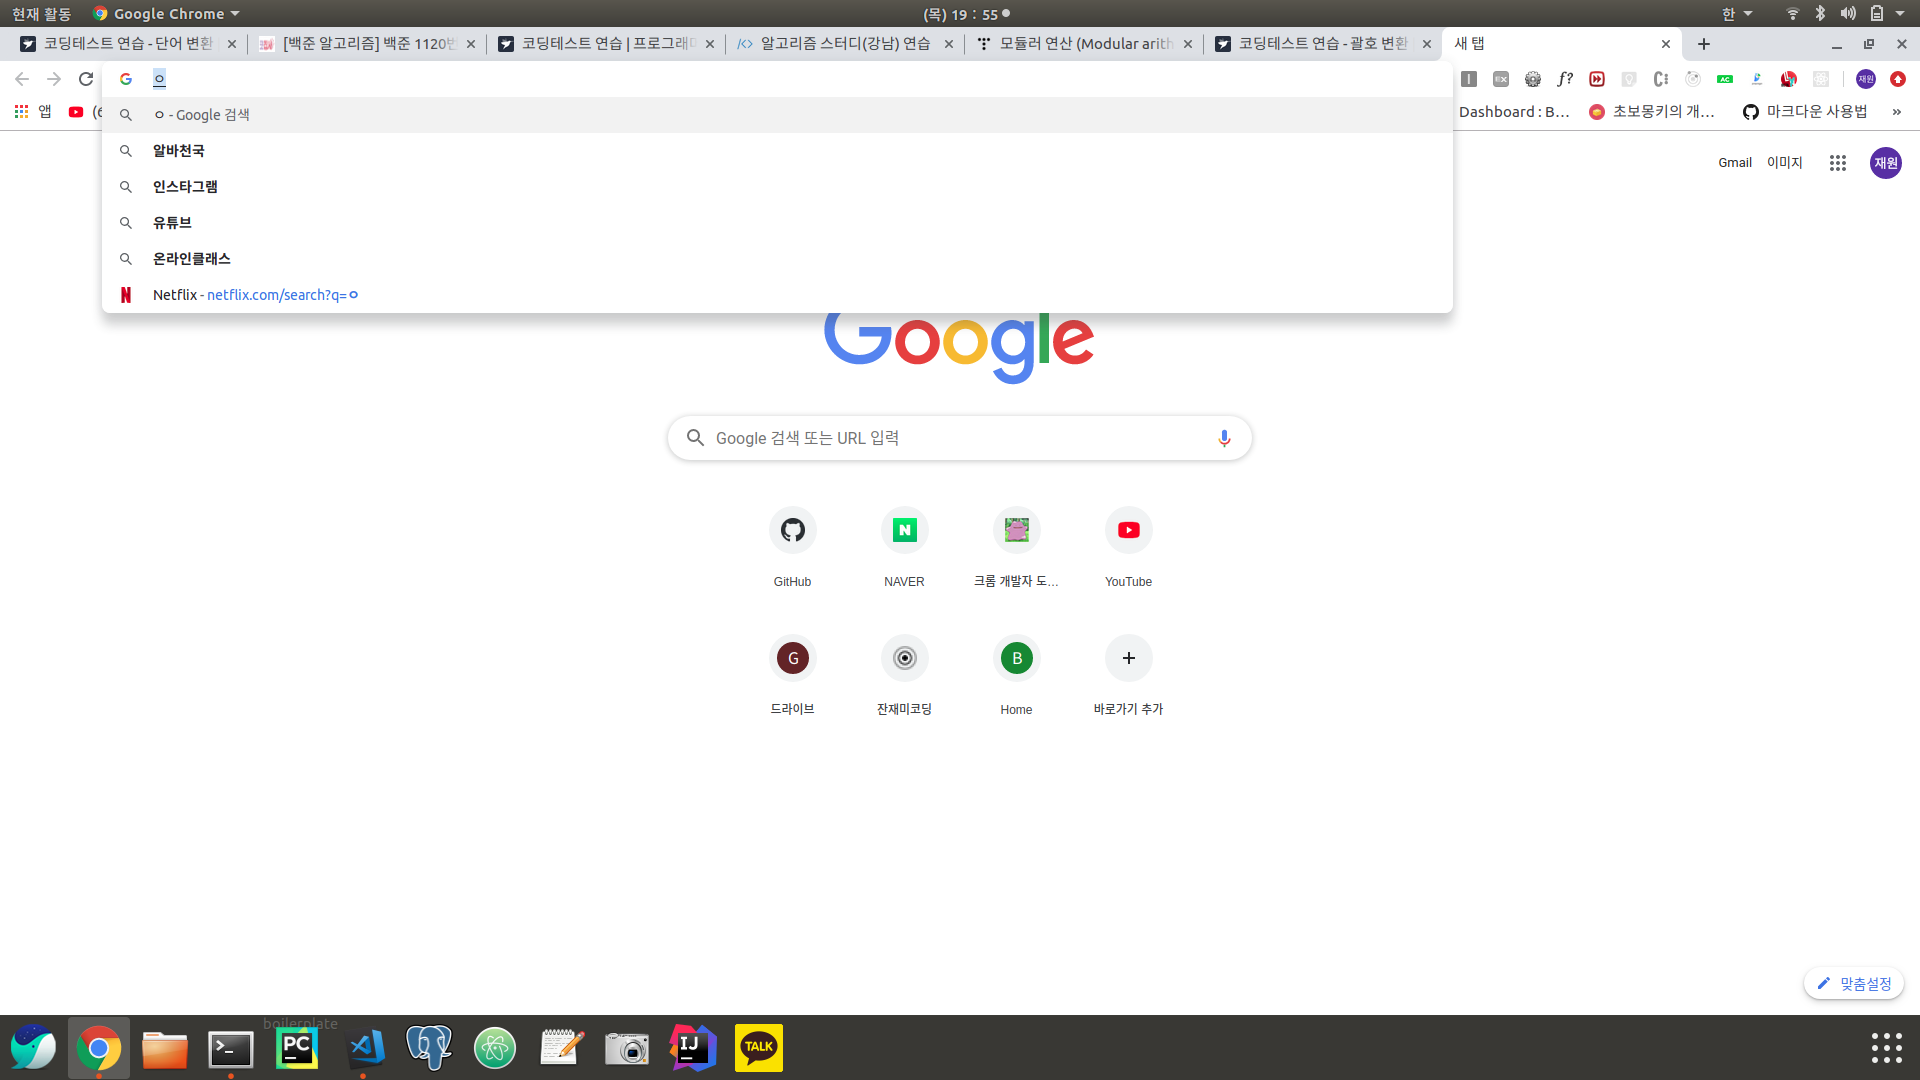 현재 활동
Google Chrome
(목) 19 : 55
한
코딩테스트 연습 - 단어 변환
[백준 알고리즘] 백준 1120번
코딩테스트 연습 | 프로그래머
알고리즘 스터디(강남) 연습
모듈러 연산 (Modular arith
코딩테스트 연습 - 괄호 변환
새 탭
ㅇ
재원
앱
(6
Dashboard : B...
초보몽키의 개...
마크다운 사용법
»
ㅇ - Google 검색
알바천국
인스타그램
유튜브
온라인클래스
Netflix - netflix.com/search?q=ㅇ
Gmail
이미지
재원
Google
Google 검색 또는 URL 입력
GitHub
NAVER
크롬 개발자 도...
YouTube
G
B
드라이브
잔재미코딩
Home
바로가기 추가
맞춤설정
boilerplate
PC
IJ
TALK